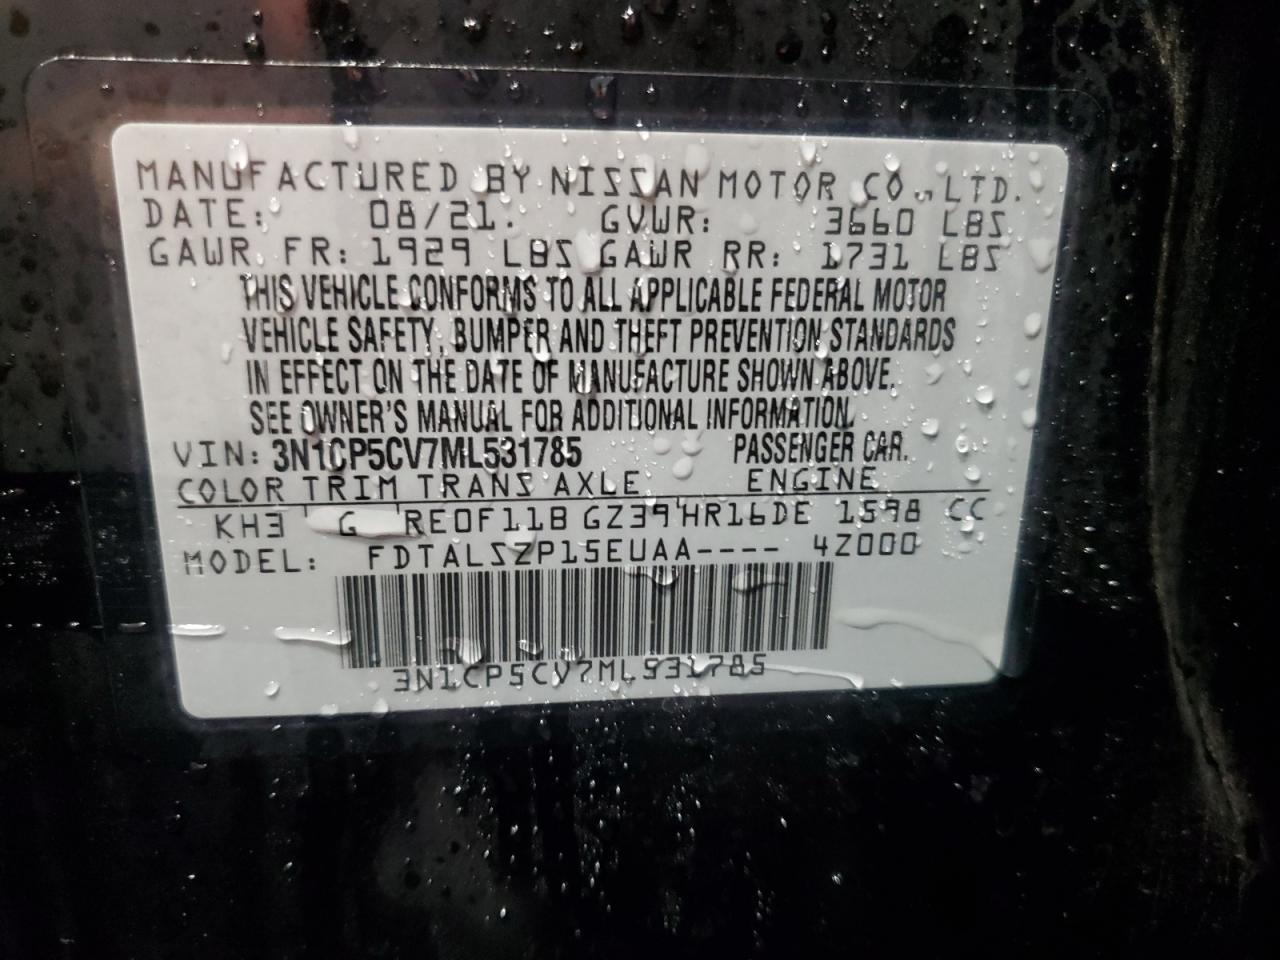 MANUFACTURED BY NISSAN MOTOR CO., LTD.
DATE: 08/21. GVWR: 3660 LBS
GAWR FR: 1929 LBS GAWR RR: 1731 LBS
THIS VEHICLE CONFORMS TO ALL APPLICABLE FEDERAL MOTOR
VEHICLE SAFETY, BUMPER AND THEFT PREVENTION STANDARDS
IN EFFECT ON THE DATE OF MANUFACTURE SHOWN ABOVE.
SEE OWNER'S MANUAL FOR ADDITIONAL INFORMATION.
VIN: 3N1CP5CV7ML531785 PASSENGER CAR.
COLOR TRIM TRANS AXLE ENGINE
KH3 G RE0F11B GZ39 HR16DE 1598 CC
MODEL: FDTALSZP15EUAA---- 4Z000
3N1CP5CV7ML531785